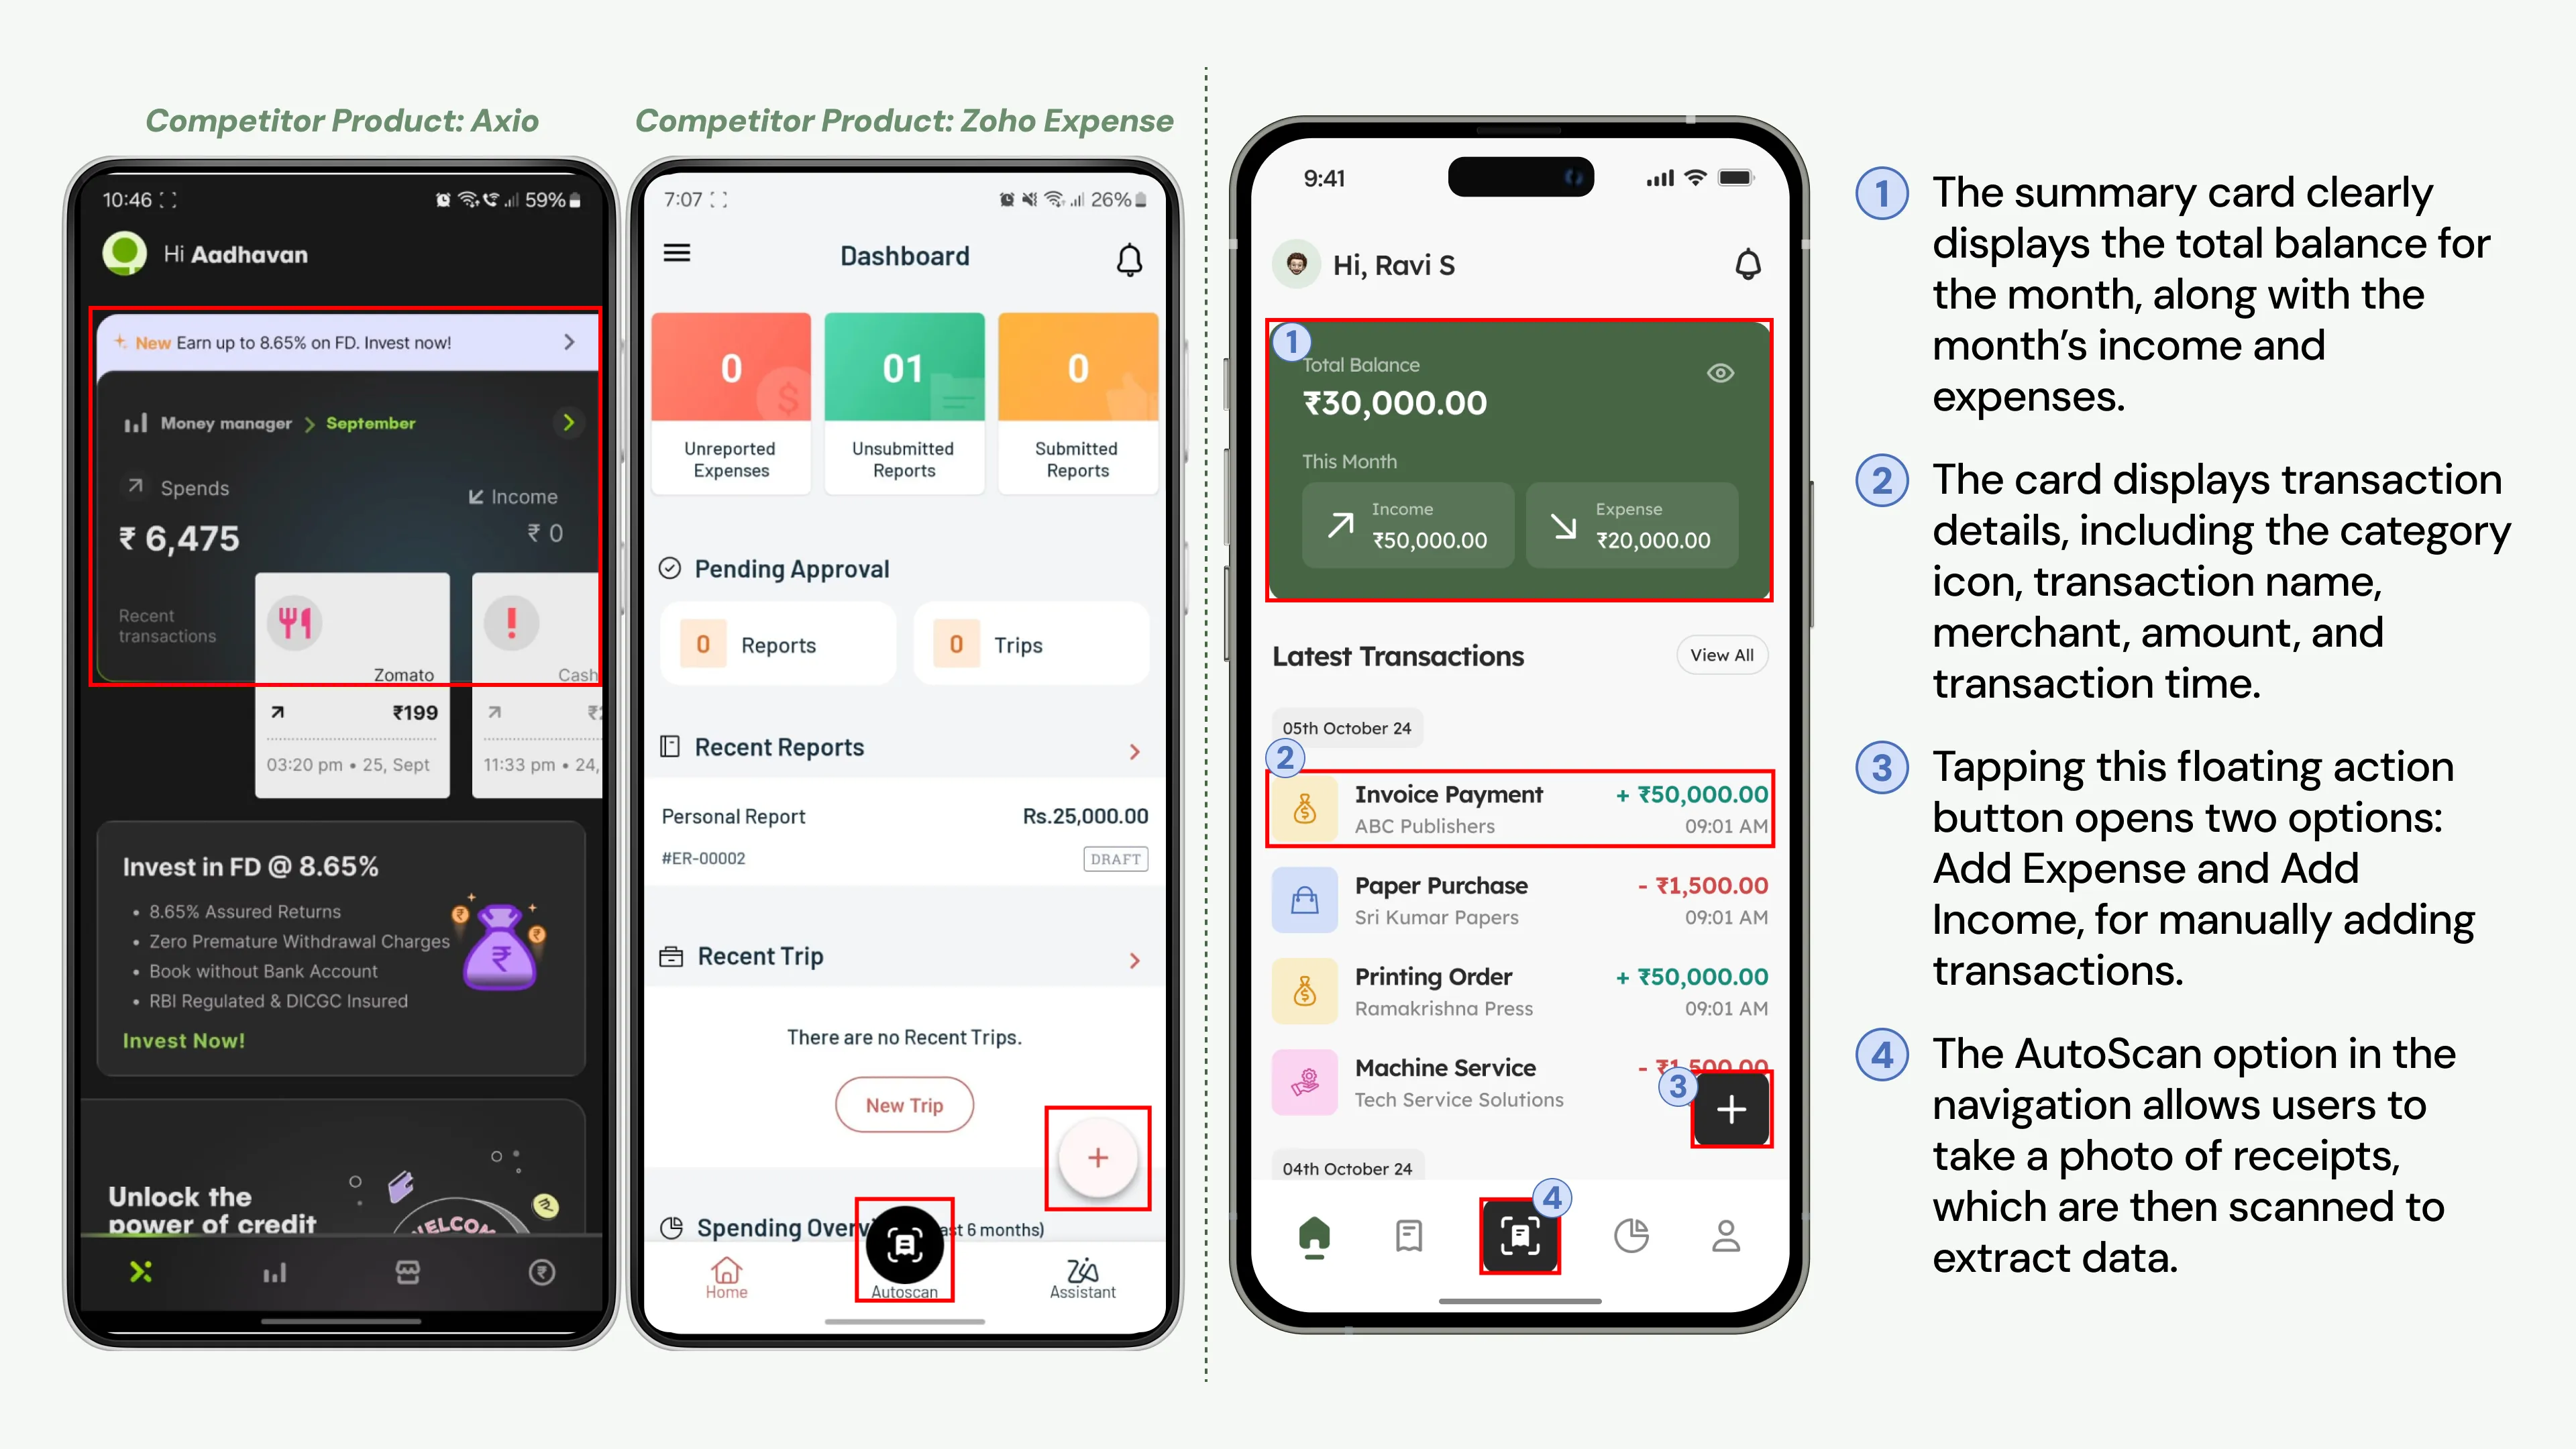 Competitor Product: Axio
10:46
59%
Hi Aadhavan
New Earn up to 8.65% on FD. Invest now!
Money manager > September
Spends
Income
₹ 6,475
₹ 0
Recent
transactions
Zomato
Cash
₹199
03:20 pm • 25, Sept
11:33 pm • 24,
Invest in FD @ 8.65%
• 8.65% Assured Returns
• Zero Premature Withdrawal Charges
• Book without Bank Account
• RBI Regulated & DICGC Insured
Invest Now!
Unlock the
power of credit
Competitor Product: Zoho Expense
7:07
26%
Dashboard
0
01
0
Unreported
Expenses
Unsubmitted
Reports
Submitted
Reports
Pending Approval
0 Reports
0 Trips
Recent Reports
Personal Report
Rs.25,000.00
#ER-00002
DRAFT
Recent Trip
There are no Recent Trips.
New Trip
+
Spending Overv
ast 6 months)
Home
Autoscan
Assistant
9:41
Hi, Ravi S
1
Total Balance
₹30,000.00
This Month
Income
₹50,000.00
Expense
₹20,000.00
Latest Transactions
View All
05th October 24
2
Invoice Payment
+ ₹50,000.00
ABC Publishers
09:01 AM
Paper Purchase
- ₹1,500.00
Sri Kumar Papers
09:01 AM
Printing Order
+ ₹50,000.00
Ramakrishna Press
09:01 AM
Machine Service
- ₹1,500.00
Tech Service Solutions
3
+
04th October 24
4
1 The summary card clearly
displays the total balance for
the month, along with the
month’s income and
expenses.
2 The card displays transaction
details, including the category
icon, transaction name,
merchant, amount, and
transaction time.
3 Tapping this floating action
button opens two options:
Add Expense and Add
Income, for manually adding
transactions.
4 The AutoScan option in the
navigation allows users to
take a photo of receipts,
which are then scanned to
extract data.